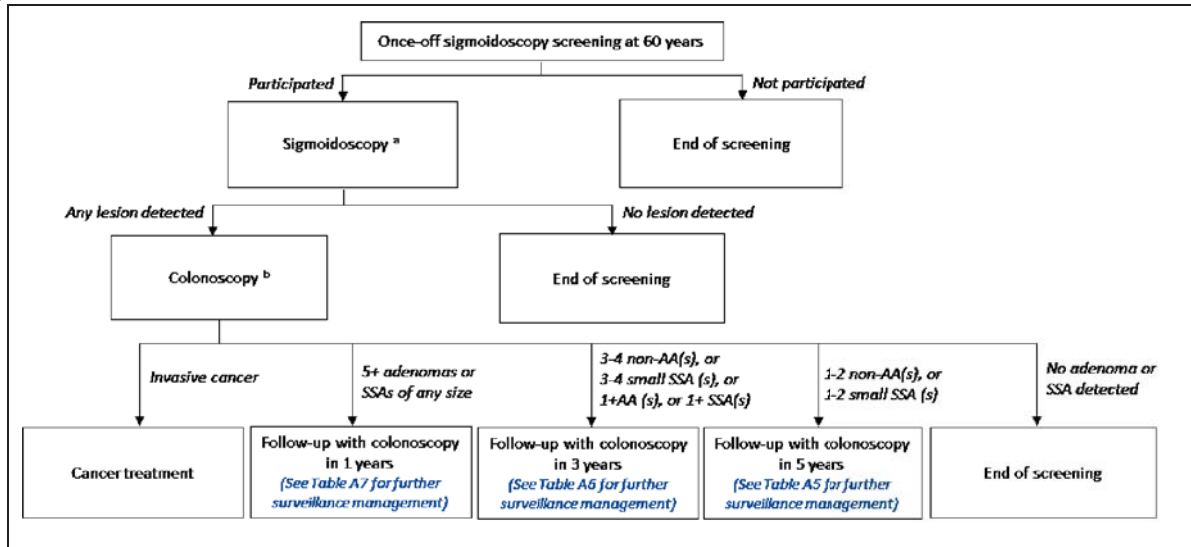 Once-off sigmoidoscopy screening at 60 years
Participated
Not participated
Sigmoidoscopy a
End of screening
Any lesion detected
No lesion detected
Colonoscopy b
End of screening
Invasive cancer
5+ adenomas or
SSAs of any size
3-4 non-AA(s), or
3-4 small SSA (s), or
1+AA (s), or 1+ SSA(s)
1-2 non-AA(s), or
1-2 small SSA (s)
No adenoma or
SSA detected
Cancer treatment
Follow-up with colonoscopy
in 1 years
(See Table A7 for further
surveillance management)
Follow-up with colonoscopy
in 3 years
(See Table A6 for further
surveillance management)
Follow-up with colonoscopy
in 5 years
(See Table A5 for further
surveillance management)
End of screening